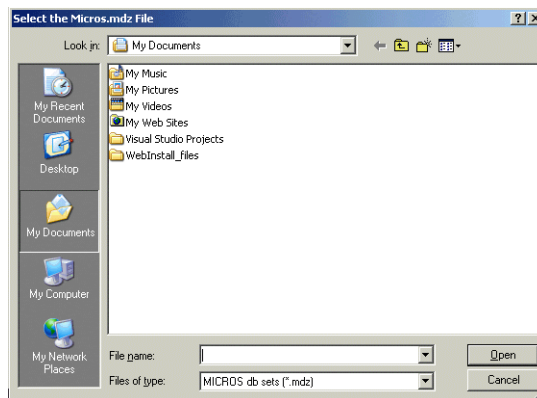 Select the Micros.mdz File
Look in: My Documents
My Recent
Documents
Desktop
My Documents
My Computer
My Network
Places
My Music
My Pictures
My Videos
My Web Sites
Visual Studio Projects
WebInstall_files
File name: Open
Files of type: MICROS db sets (*.mdz) Cancel